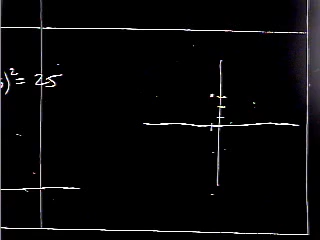 )² = 25